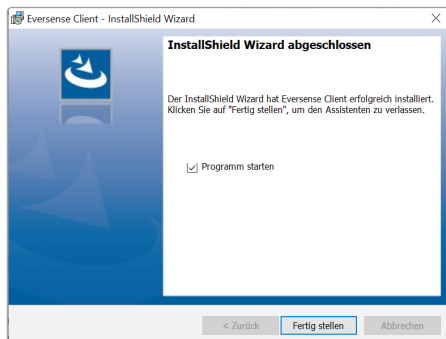 Eversense Client - InstallShield Wizard
InstallShield Wizard abgeschlossen
Der InstallShield Wizard hat Eversense Client erfolgreich installiert.
Klicken Sie auf "Fertig stellen", um den Assistenten zu verlassen.
Programm starten
< Zurück Fertig stellen Abbrechen